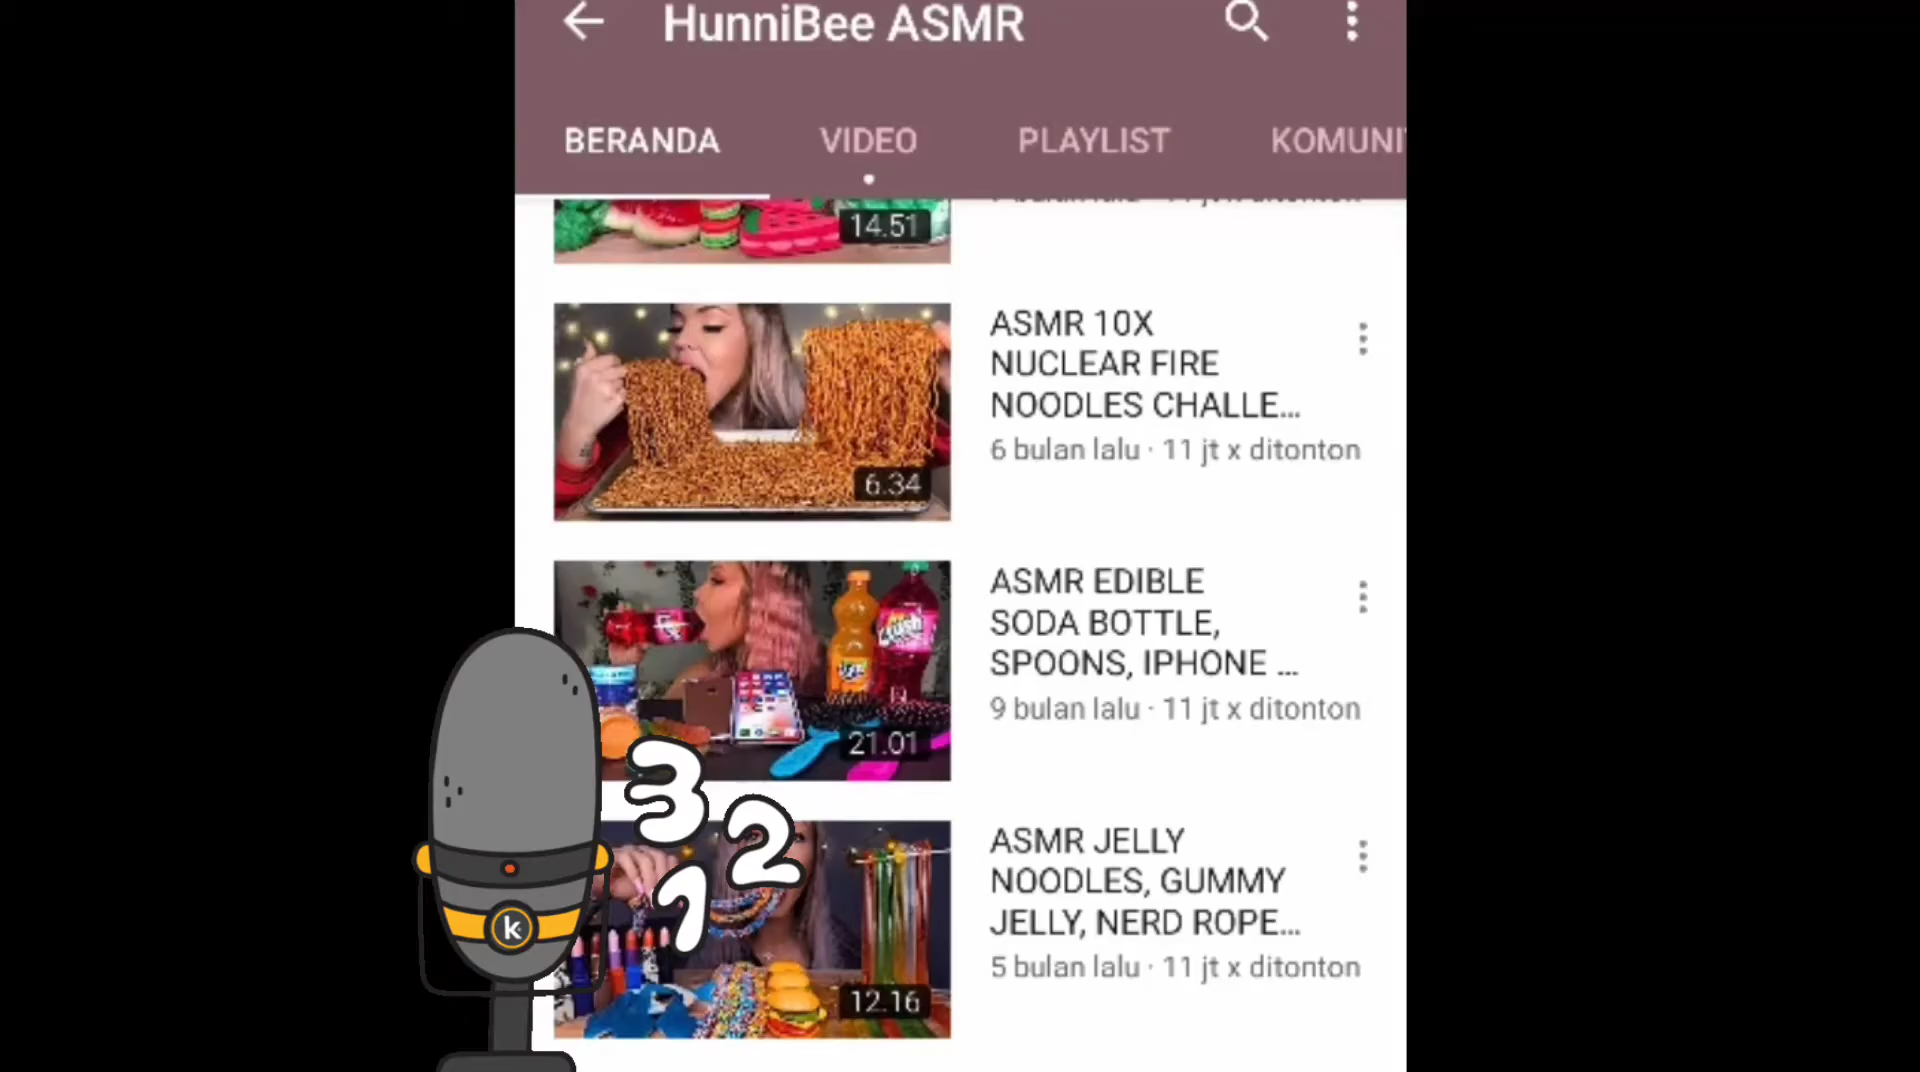 HunniBee ASMR
BERANDA VIDEO PLAYLIST KOMUNI
14.51
ASMR 10X
NUCLEAR FIRE
NOODLES CHALLE...
6 bulan lalu · 11 jt x ditonton
6.34
ASMR EDIBLE
SODA BOTTLE,
SPOONS, IPHONE ...
9 bulan lalu · 11 jt x ditonton
Crush
21.01
3
2
1
k
ASMR JELLY
NOODLES, GUMMY
JELLY, NERD ROPE...
5 bulan lalu · 11 jt x ditonton
12.16